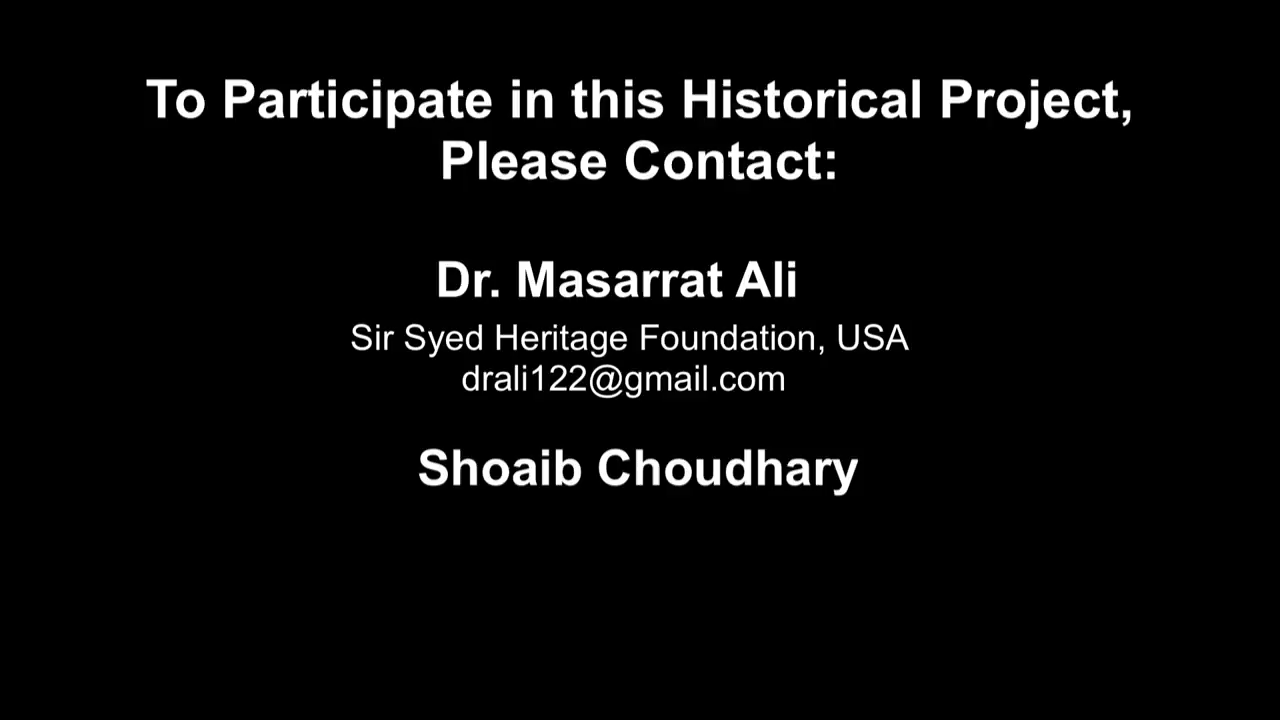 To Participate in this Historical Project,
Please Contact:
Dr. Masarrat Ali
Sir Syed Heritage Foundation, USA
drali122@gmail.com
Shoaib Choudhary